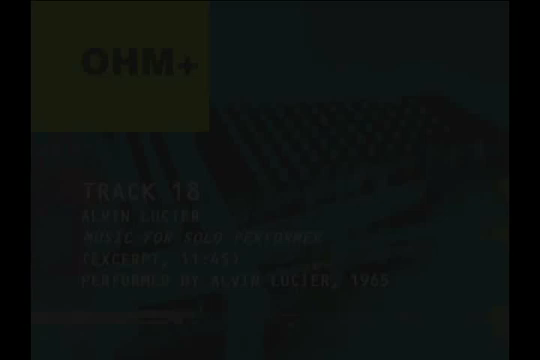 OHM+
TRACK 18
ALVIN LUCIER
MUSIC FOR SOLO PERFORMER
(EXCERPT, 11:45)
PERFORMED BY ALVIN LUCIER, 1965